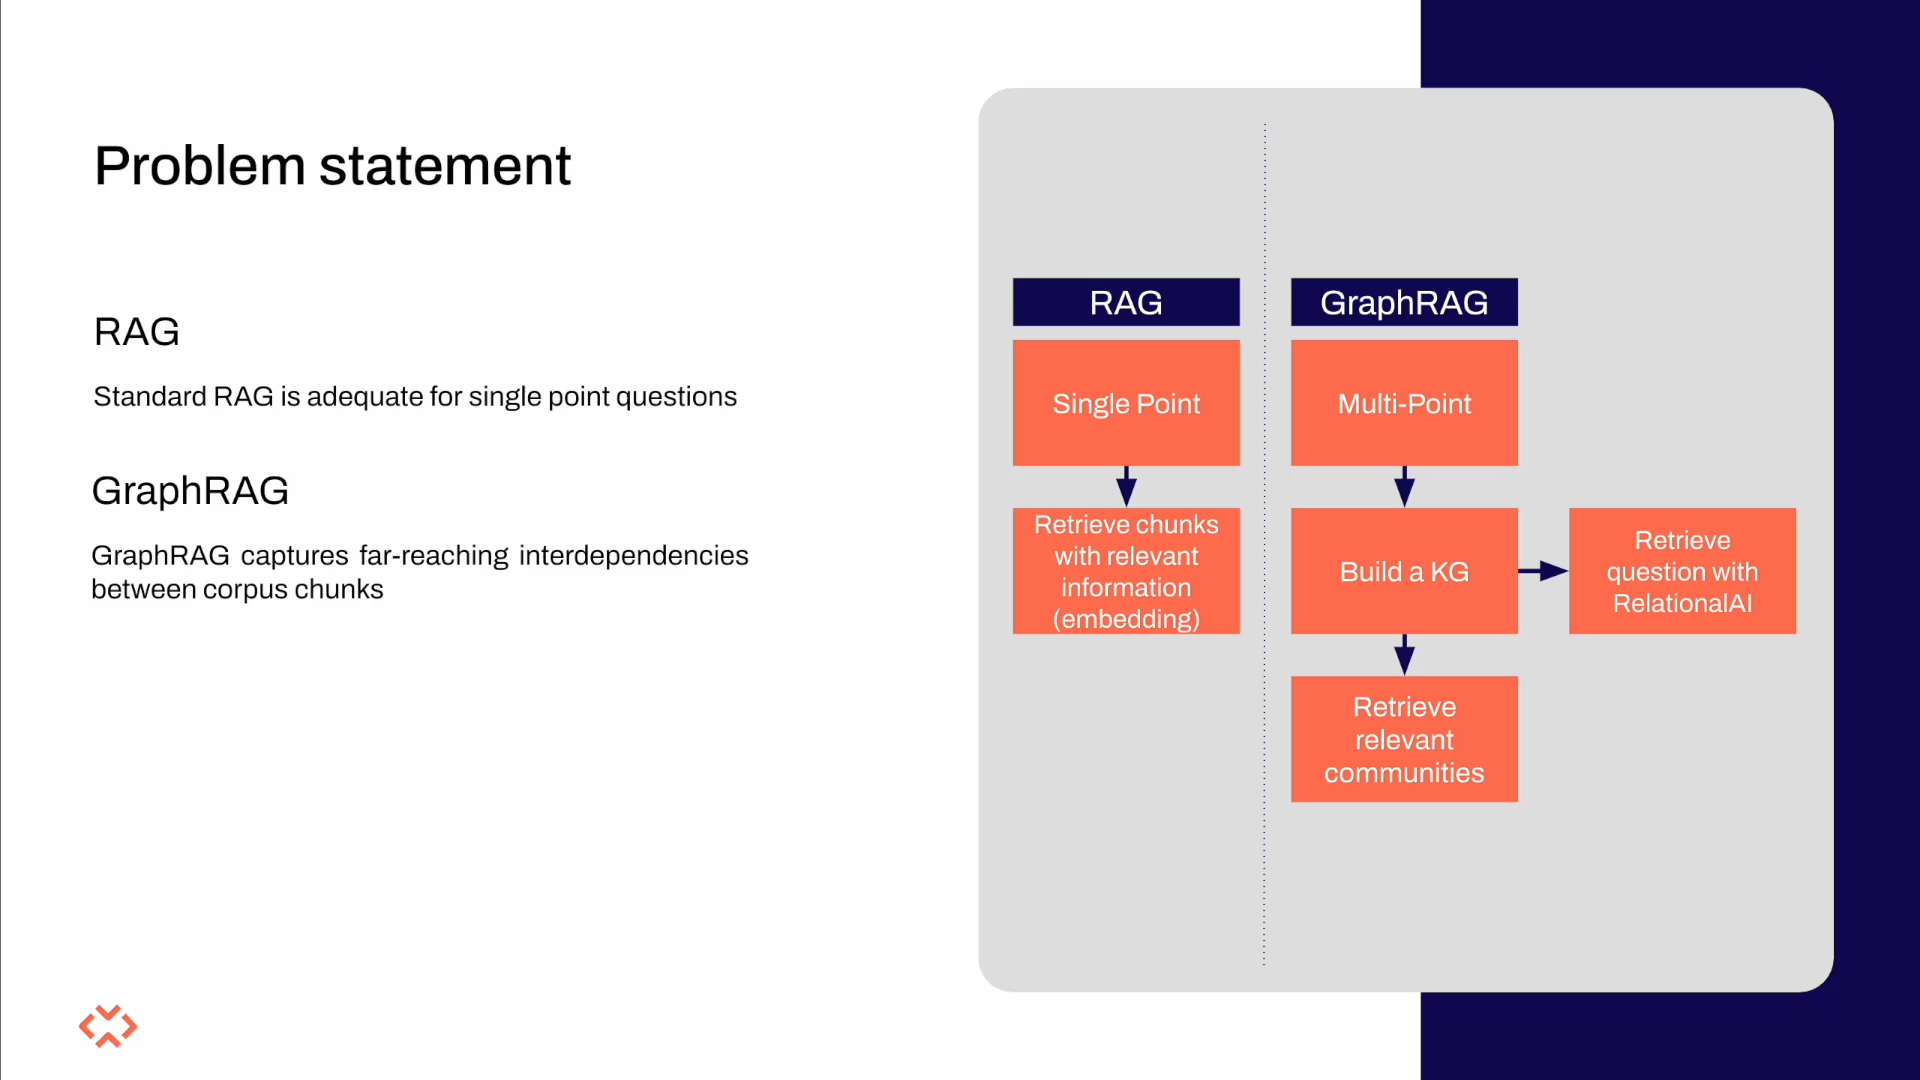 Problem statement
RAG
Standard RAG is adequate for single point questions
GraphRAG
GraphRAG captures far-reaching interdependencies
between corpus chunks
RAG
Single Point
Retrieve chunks
with relevant
information
(embedding)
GraphRAG
Multi-Point
Build a KG
Retrieve
question with
RelationalAI
Retrieve
relevant
communities